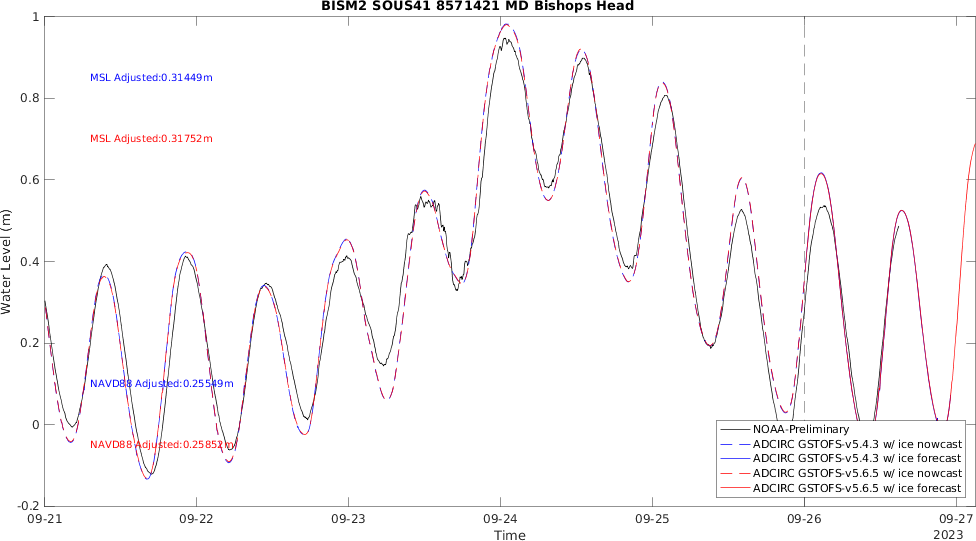 BISM2 SOUS41 8571421 MD Bishops Head
1
0.8
0.6
0.4
0.2
0
-0.2
Water Level (m)
MSL Adjusted:0.31449m
MSL Adjusted:0.31752m
NAVD88 Adjusted:0.25549m
NAVD88 Adjusted:0.25852m
NOAA-Preliminary
ADCIRC GSTOFS-v5.4.3 w/ ice nowcast
ADCIRC GSTOFS-v5.4.3 w/ ice forecast
ADCIRC GSTOFS-v5.6.5 w/ ice nowcast
ADCIRC GSTOFS-v5.6.5 w/ ice forecast
09-21 09-22 09-23 09-24 09-25 09-26 09-27
Time
2023